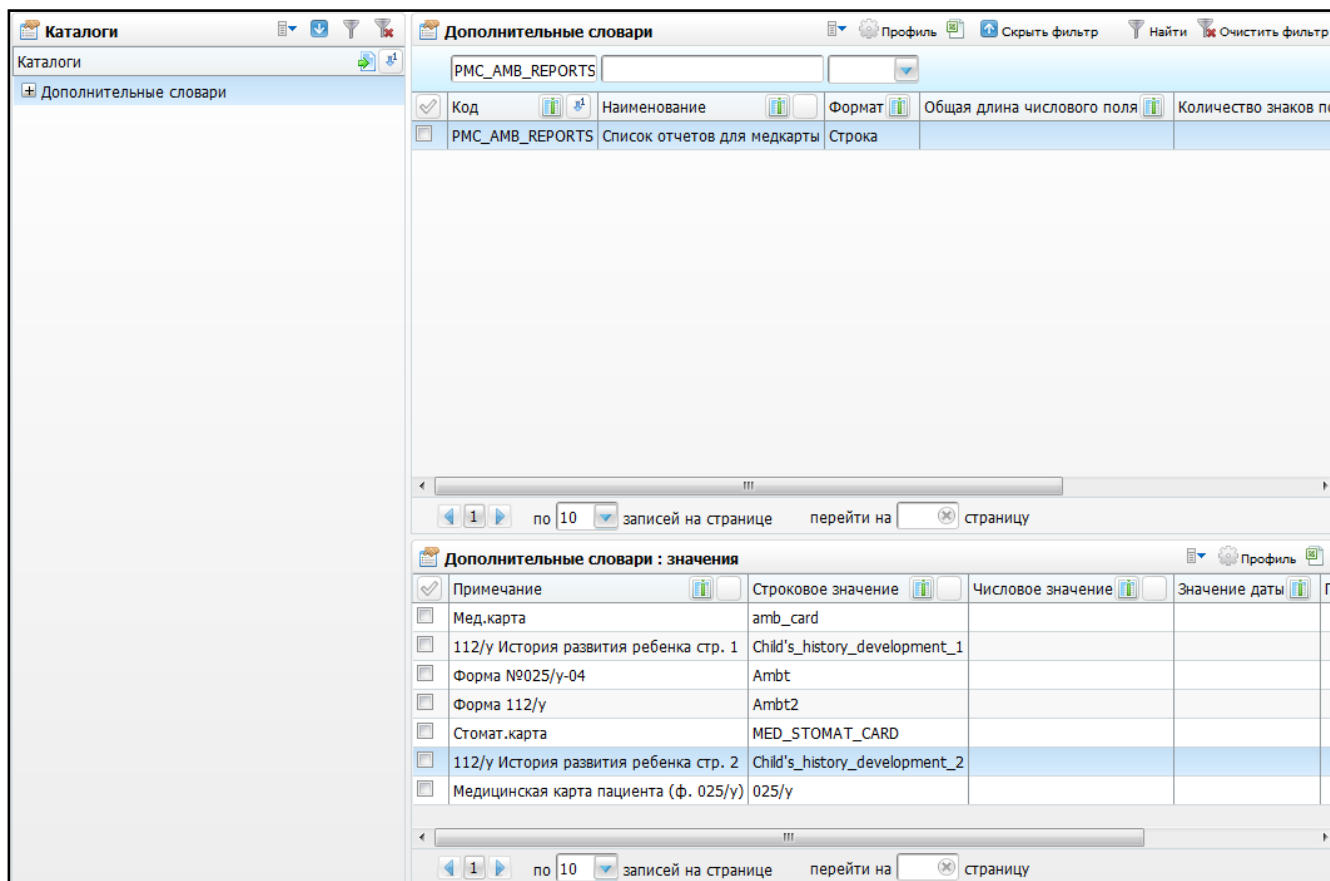 Каталоги
Каталоги
Дополнительные словари
Дополнительные словари Профиль Скрыть фильтр Найти Очистить фильтр
PMC_AMB_REPORTS
Код 1 Наименование Формат Общая длина числового поля Количество знаков по
PMC_AMB_REPORTS Список отчетов для медкарты Строка
1 по 10 записей на странице перейти на страницу
Дополнительные словари : значения Профиль
Примечание Строковое значение Числовое значение Значение даты
Мед.карта amb_card
112/у История развития ребенка стр. 1 Child's_history_development_1
Форма №025/у-04 Ambt
Форма 112/у Ambt2
Стомат.карта MED_STOMAT_CARD
112/у История развития ребенка стр. 2 Child's_history_development_2
Медицинская карта пациента (ф. 025/у) 025/у
1 по 10 записей на странице перейти на страницу